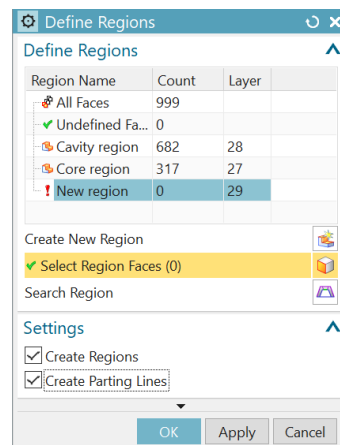 Define Regions
Define Regions
Region Name Count Layer
All Faces 999
Undefined Fa... 0
Cavity region 682 28
Core region 317 27
New region 0 29
Create New Region
Select Region Faces (0)
Search Region
Settings
Create Regions
Create Parting Lines
OK Apply Cancel